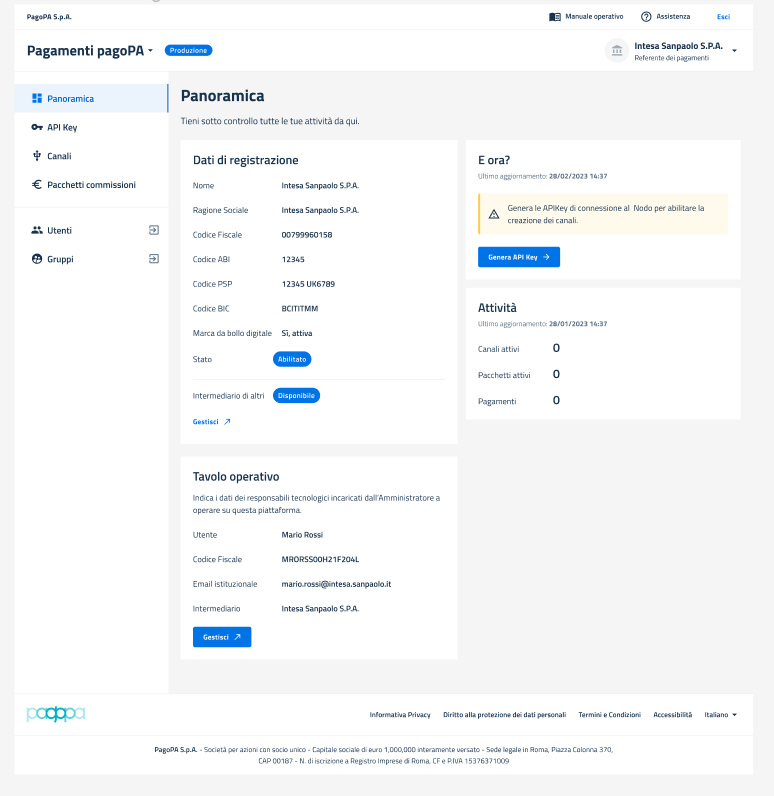 PagoPA S.p.A.
Manuale operativo
Assistenza
Esci
Pagamenti pagoPA
Produzione
Intesa Sanpaolo S.P.A.
Referente dei pagamenti
Panoramica
API Key
Canali
Pacchetti commissioni
Utenti
Gruppi
Panoramica
Tieni sotto controllo tutte le tue attività da qui.
Dati di registrazione
Nome Intesa Sanpaolo S.P.A.
Ragione Sociale Intesa Sanpaolo S.P.A.
Codice Fiscale 00799960158
Codice ABI 12345
Codice PSP 12345 UK6789
Codice BIC BCITITMM
Marca da bollo digitale Sì, attiva
Stato Abilitato
Intermediario di altri Disponibile
Gestisci
E ora?
Ultimo aggiornamento: 28/02/2023 14:37
Genera le APIKey di connessione al Nodo per abilitare la
creazione dei canali.
Genera API Key
Attività
Ultimo aggiornamento: 28/01/2023 14:37
Canali attivi 0
Pacchetti attivi 0
Pagamenti 0
Tavolo operativo
Indica i dati dei responsabili tecnologici incaricati dall'Amministratore a
operare su questa piattaforma.
Utente Mario Rossi
Codice Fiscale MRORSS00H21F204L
Email istituzionale mario.rossi@intesa.sanpaolo.it
Intermediario Intesa Sanpaolo S.P.A.
Gestisci
pagopa
Informativa Privacy
Diritto alla protezione dei dati personali
Termini e Condizioni
Accessibilità
Italiano
PagoPA S.p.A. - Società per azioni con socio unico - Capitale sociale di euro 1,000,000 interamente versato - Sede legale in Roma, Piazza Colonna 370,
CAP 00187 - N. di iscrizione a Registro Imprese di Roma, CF e P.IVA 15376371009